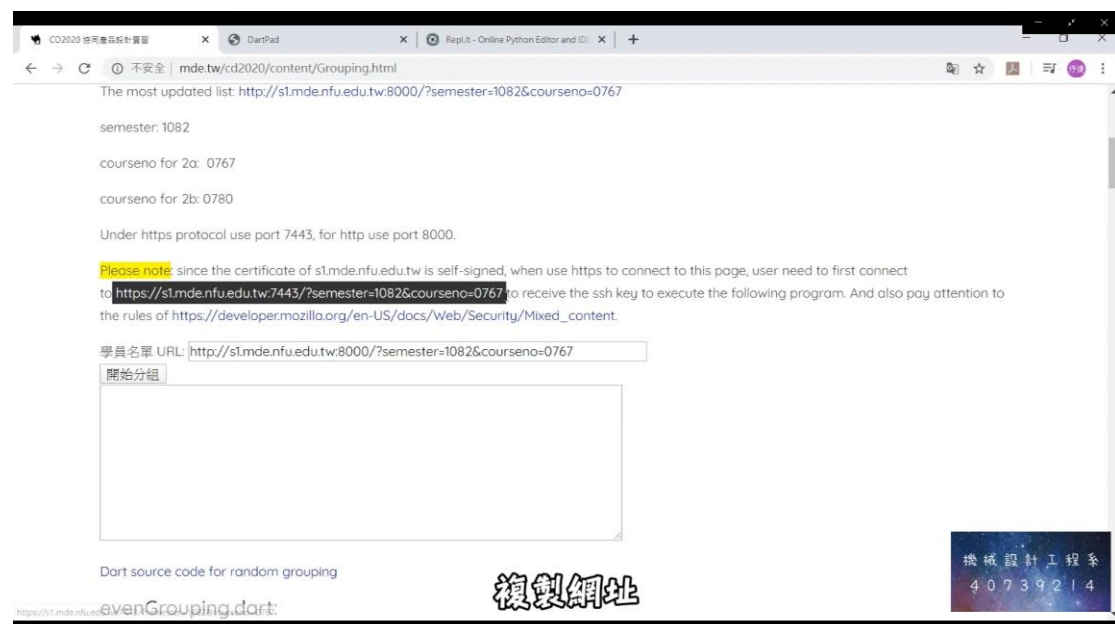 CD2020 協同產品設計實習
DartPad
Repl.it - Online Python Editor and IDE
不安全 | mde.tw/cd2020/content/Grouping.html
The most updated list: http://s1.mde.nfu.edu.tw:8000/?semester=1082&courseno=0767
semester: 1082
courseno for 2a: 0767
courseno for 2b: 0780
Under https protocol use port 7443, for http use port 8000.
Please note: since the certificate of s1.mde.nfu.edu.tw is self-signed, when use https to connect to this page, user need to first connect
to https://s1.mde.nfu.edu.tw:7443/?semester=1082&courseno=0767 to receive the ssh key to execute the following program. And also pay attention to
the rules of https://developer.mozilla.org/en-US/docs/Web/Security/Mixed_content.
學員名單 URL: http://s1.mde.nfu.edu.tw:8000/?semester=1082&courseno=0767
開始分組
Dart source code for random grouping
機械設計工程系
40739214
複製網址
evenGrouping.dart: